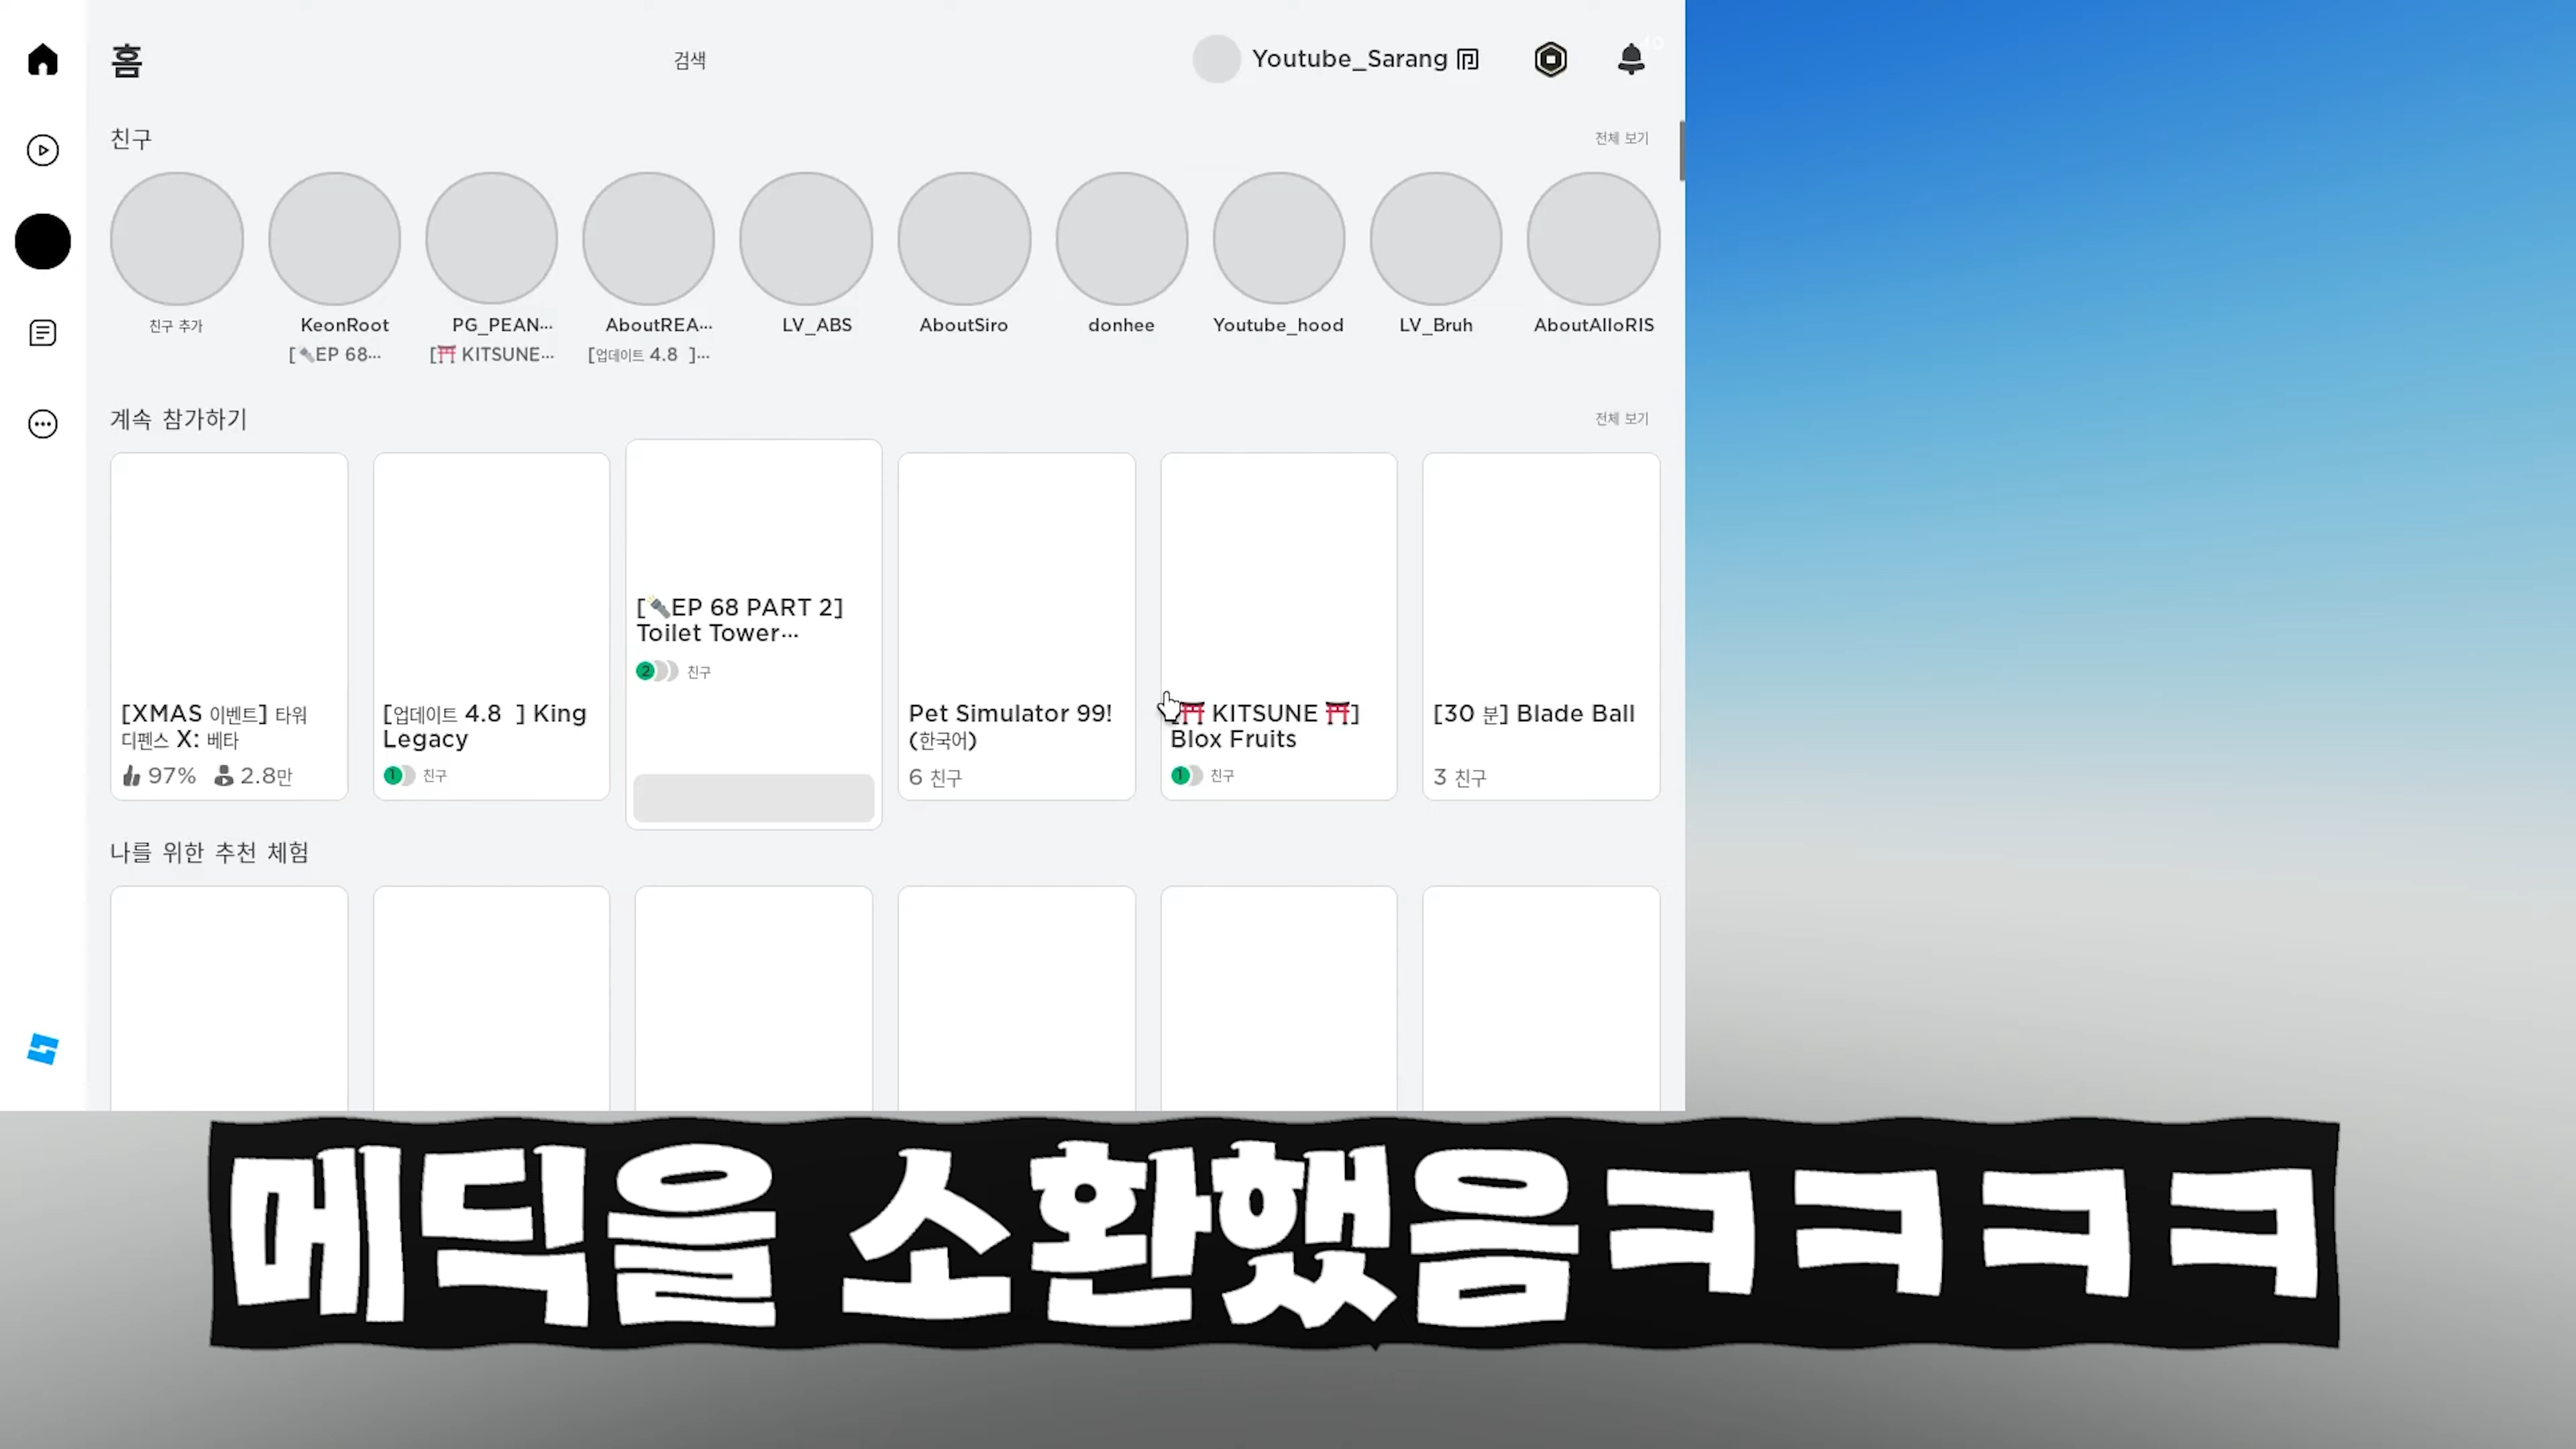 홈
검색
Youtube_Sarang
친구
전체 보기
친구 추가
KeonRoot
[🔦EP 68...
PG_PEAN...
[⛩️ KITSUNE...
AboutREA...
[업데이트 4.8 ]...
LV_ABS
AboutSiro
donhee
Youtube_hood
LV_Bruh
AboutAlloRIS
계속 참가하기
전체 보기
[XMAS 이벤트] 타워
디펜스 X: 베타
97% 2.8만
[업데이트 4.8 ] King
Legacy
1 친구
[🔦EP 68 PART 2]
Toilet Tower...
2 친구
Pet Simulator 99!
(한국어)
6 친구
[⛩️ KITSUNE ⛩️]
Blox Fruits
1 친구
[30 분] Blade Ball
3 친구
나를 위한 추천 체험
메딕을 소환했음ㅋㅋㅋㅋ